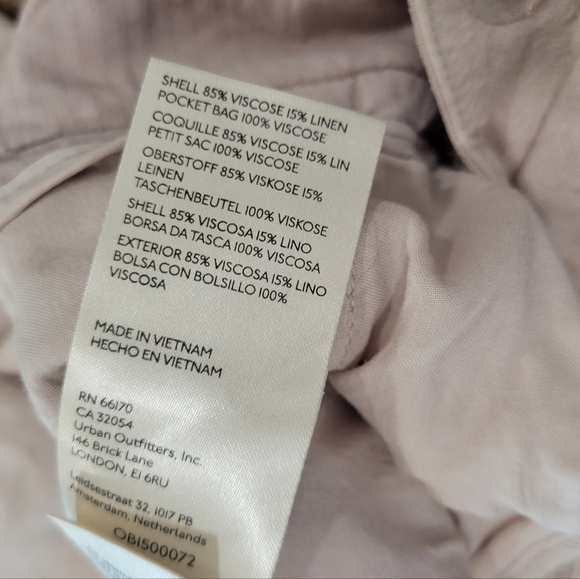 SHELL 85% VISCOSE 15% LINEN
POCKET BAG 100% VISCOSE
COQUILLE 85% VISCOSE 15% LIN
PETIT SAC 100% VISCOSE
OBERSTOFF 85% VISKOSE 15%
LEINEN
TASCHENBEUTEL 100% VISKOSE
SHELL 85% VISCOSA 15% LINO
BORSA DA TASCA 100% VISCOSA
EXTERIOR 85% VISCOSA 15% LINO
BOLSA CON BOLSILLO 100%
VISCOSA
MADE IN VIETNAM
HECHO EN VIETNAM
RN 66170
CA 32054
Urban Outfitters, Inc.
146 Brick Lane
LONDON, E1 6RU
Leidsestraat 32, 1017 PB
Amsterdam, Netherlands
OB1500072